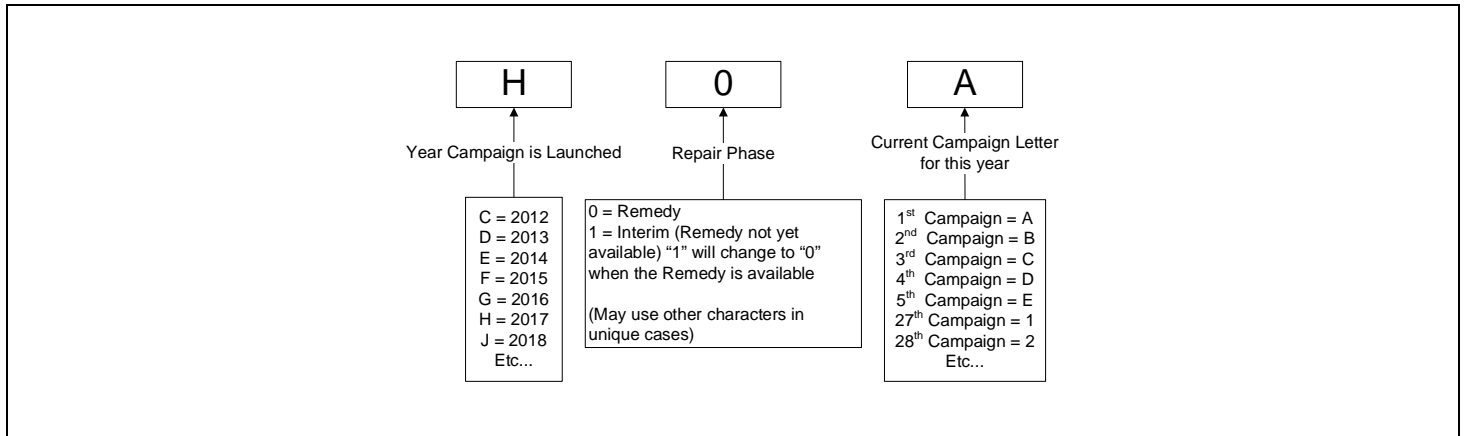 H
0
A
Year Campaign is Launched
Repair Phase
Current Campaign Letter
for this year
C = 2012
D = 2013
E = 2014
F = 2015
G = 2016
H = 2017
J = 2018
Etc...
0 = Remedy
1 = Interim (Remedy not yet
available) “1” will change to “0”
when the Remedy is available
(May use other characters in
unique cases)
1st Campaign = A
2nd Campaign = B
3rd Campaign = C
4th Campaign = D
5th Campaign = E
27th Campaign = 1
28th Campaign = 2
Etc...